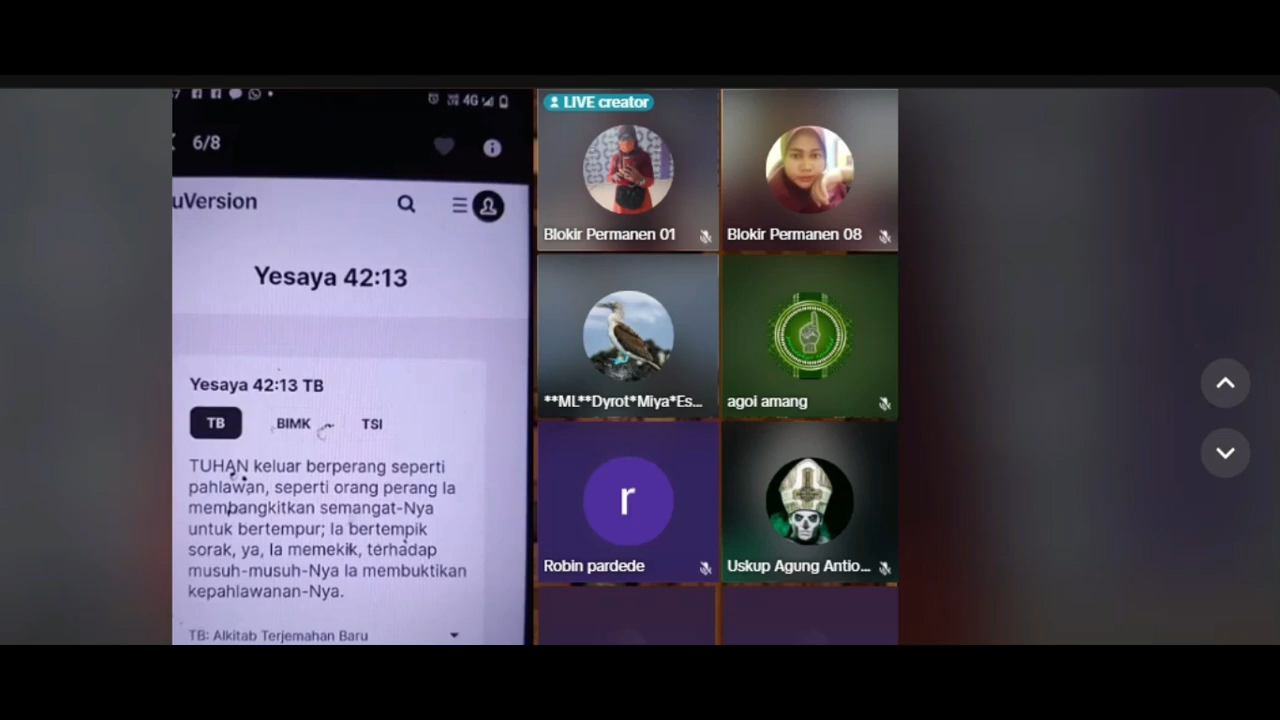 7
4G
6/8
LIVE creator
uVersion
Yesaya 42:13
Blokir Permanen 01
Blokir Permanen 08
Yesaya 42:13 TB
TB BIMK TSI
**ML**Dyrot*Miya*Es...
agoi amang
TUHAN keluar berperang seperti
pahlawan, seperti orang perang Ia
membangkitkan semangat-Nya
untuk bertempur; Ia bertempik
sorak, ya, Ia memekik, terhadap
musuh-musuh-Nya Ia membuktikan
kepahlawanan-Nya.
TB: Alkitab Terjemahan Baru
r
Robin pardede
Uskup Agung Antio...